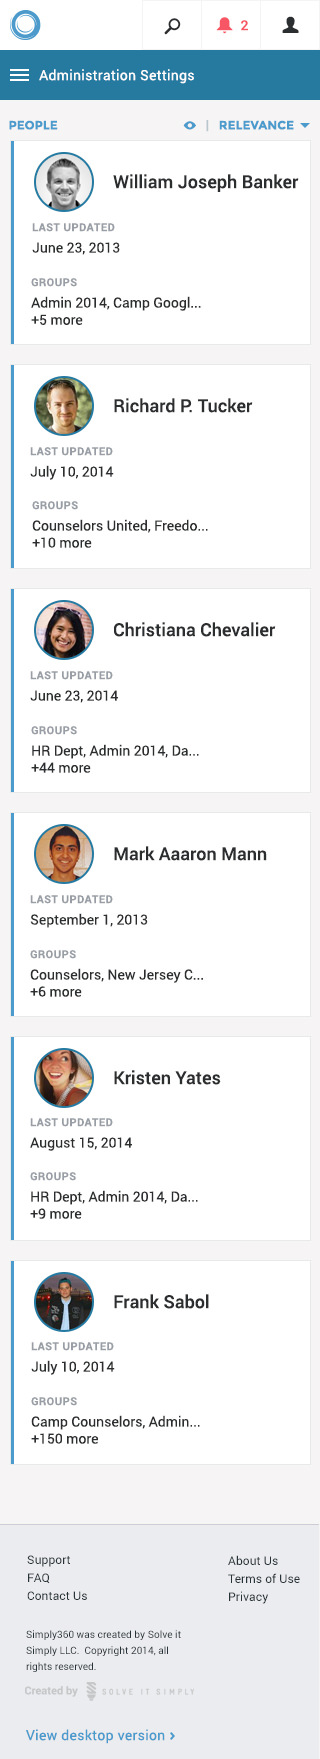 2
Administration Settings
PEOPLE | RELEVANCE
William Joseph Banker
LAST UPDATED
June 23, 2013
GROUPS
Admin 2014, Camp Googl...
+5 more
Richard P. Tucker
LAST UPDATED
July 10, 2014
GROUPS
Counselors United, Freedo...
+10 more
Christiana Chevalier
LAST UPDATED
June 23, 2014
GROUPS
HR Dept, Admin 2014, Da...
+44 more
Mark Aaaron Mann
LAST UPDATED
September 1, 2013
GROUPS
Counselors, New Jersey C...
+6 more
Kristen Yates
LAST UPDATED
August 15, 2014
GROUPS
HR Dept, Admin 2014, Da...
+9 more
Frank Sabol
LAST UPDATED
July 10, 2014
GROUPS
Camp Counselors, Admin...
+150 more
Support
FAQ
Contact Us
About Us
Terms of Use
Privacy
Simply360 was created by Solve it
Simply LLC. Copyright 2014, all
rights reserved.
Created by SOLVE IT SIMPLY
View desktop version ›